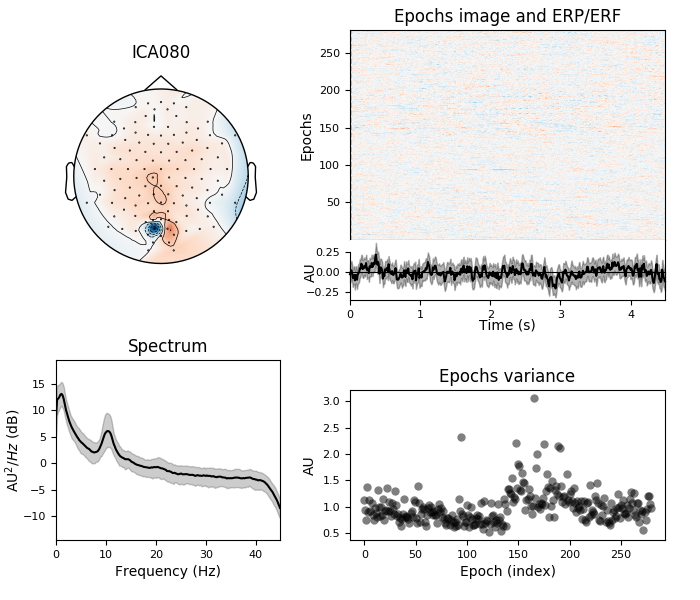 ICA080
Epochs image and ERP/ERF
250
200
150
100
50
Epochs
0.25
0.00
−0.25
AU
0 1 2 3 4
Time (s)
Spectrum
15
10
5
0
−5
−10
AU²/Hz (dB)
0 10 20 30 40
Frequency (Hz)
Epochs variance
3.0
2.5
2.0
1.5
1.0
0.5
AU
0 50 100 150 200 250
Epoch (index)